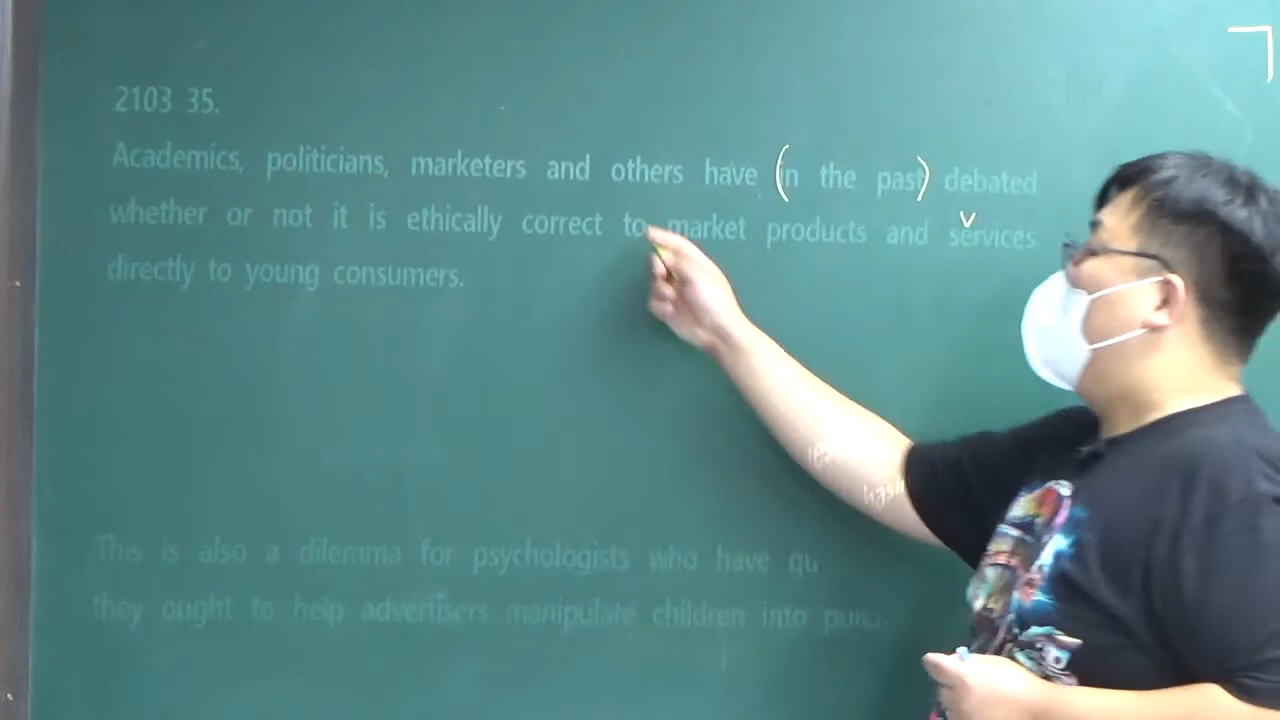 2103 35.
Academics, politicians, marketers and others have (in the past) debated
whether or not it is ethically correct to market products and services
directly to young consumers.
This is also a dilemma for psychologists who have
they ought to help advertisers manipulate children into